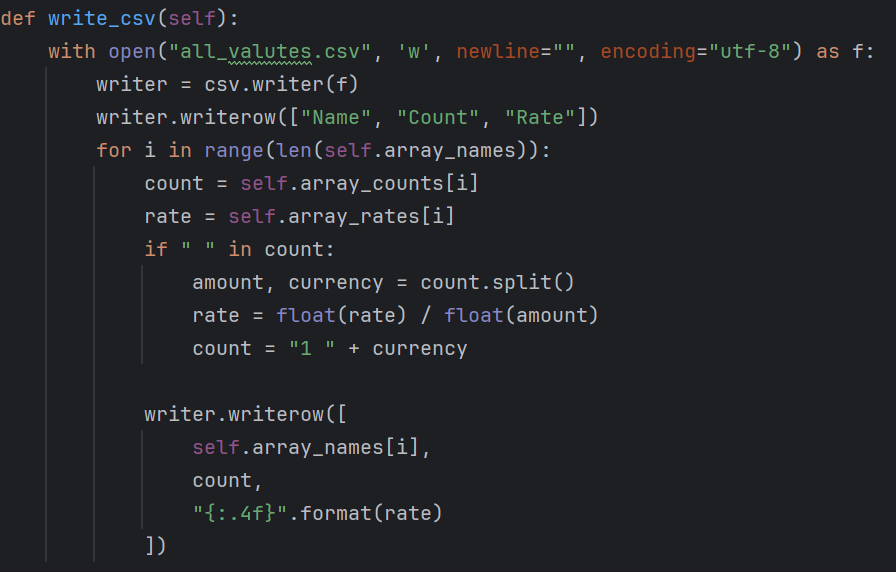 def write_csv(self):
    with open("all_valutes.csv", 'w', newline="", encoding="utf-8") as f:
        writer = csv.writer(f)
        writer.writerow(["Name", "Count", "Rate"])
        for i in range(len(self.array_names)):
            count = self.array_counts[i]
            rate = self.array_rates[i]
            if " " in count:
                amount, currency = count.split()
                rate = float(rate) / float(amount)
                count = "1 " + currency

            writer.writerow([
                self.array_names[i],
                count,
                "{:.4f}".format(rate)
            ])